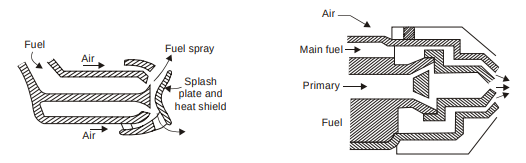 Fuel
Air
Fuel spray
Splash
plate and
heat shield
Air
Air
Main fuel
Primary
Fuel